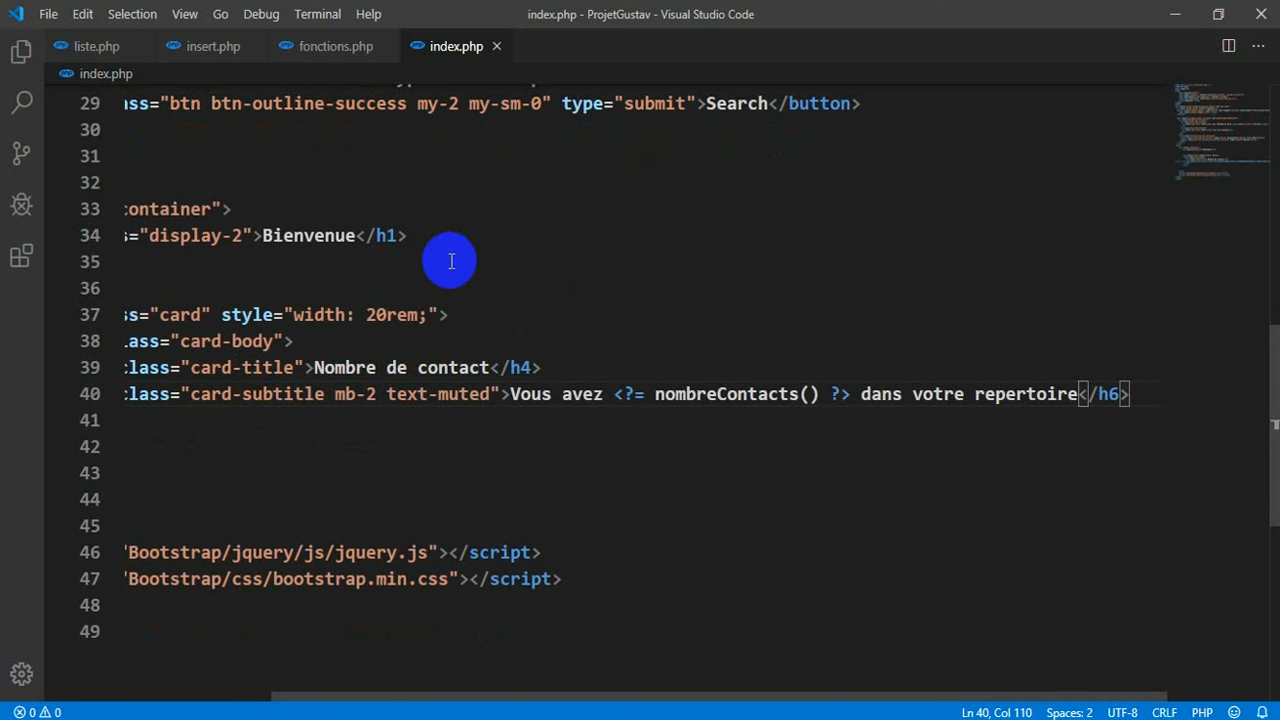 File Edit Selection View Go Debug Terminal Help
index.php - ProjetGustav - Visual Studio Code
liste.php insert.php fonctions.php index.php
index.php
29 ass="btn btn-outline-success my-2 my-sm-0" type="submit">Search</button>
30
31
32
33 container">
34 s="display-2">Bienvenue</h1>
35
36
37 ss="card" style="width: 20rem;">
38 lass="card-body">
39 class="card-title">Nombre de contact</h4>
40 class="card-subtitle mb-2 text-muted">Vous avez <?= nombreContacts() ?> dans votre repertoire</h6>
41
42
43
44
45
46 "Bootstrap/jquery/js/jquery.js"></script>
47 "Bootstrap/css/bootstrap.min.css"></script>
48
49
0 0 Ln 40, Col 110 Spaces: 2 UTF-8 CRLF PHP